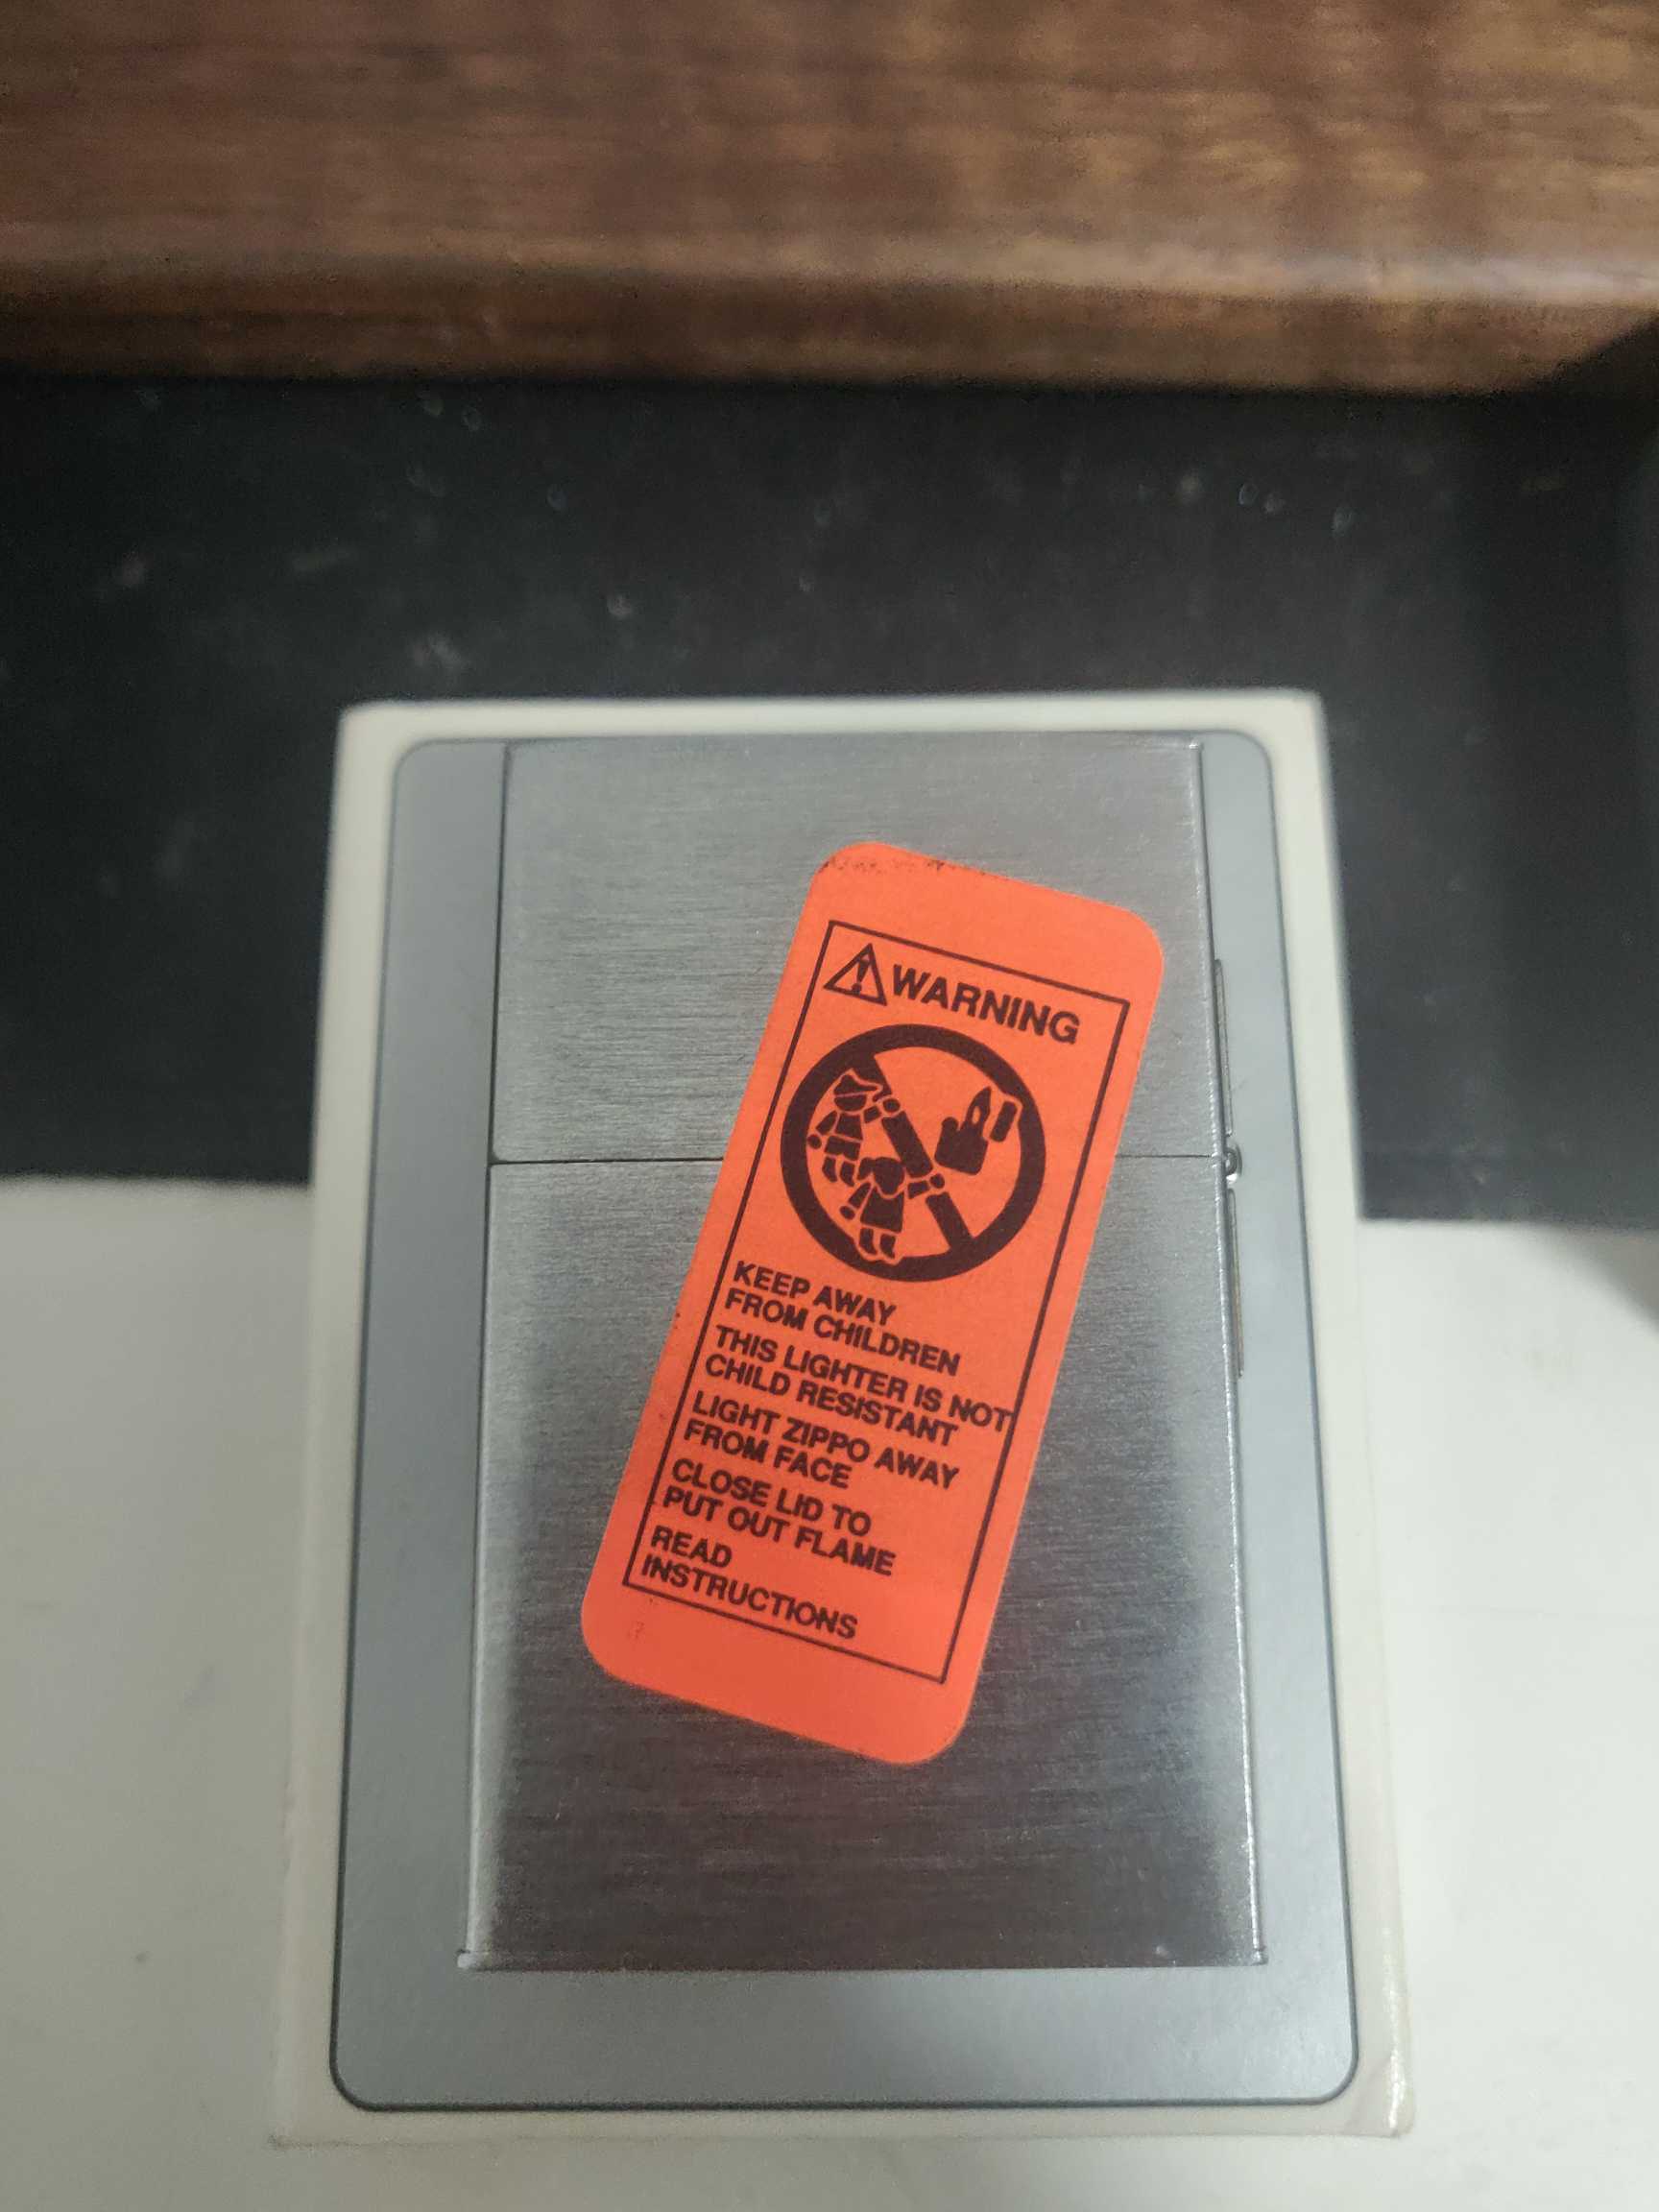 WARNING
KEEP AWAY
FROM CHILDREN
THIS LIGHTER IS NOT
CHILD RESISTANT
LIGHT ZIPPO AWAY
FROM FACE
CLOSE LID TO
PUT OUT FLAME
READ
INSTRUCTIONS